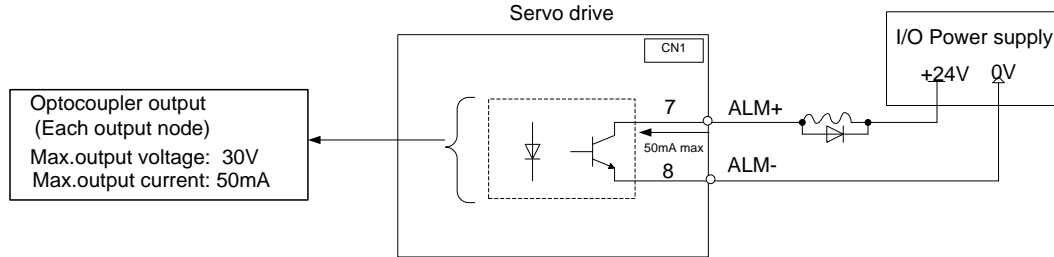 Servo drive
CN1
I/O Power supply
+24V 0V
Optocoupler output
(Each output node)
Max.output voltage: 30V
Max.output current: 50mA
7
ALM+
50mA max
8
ALM-